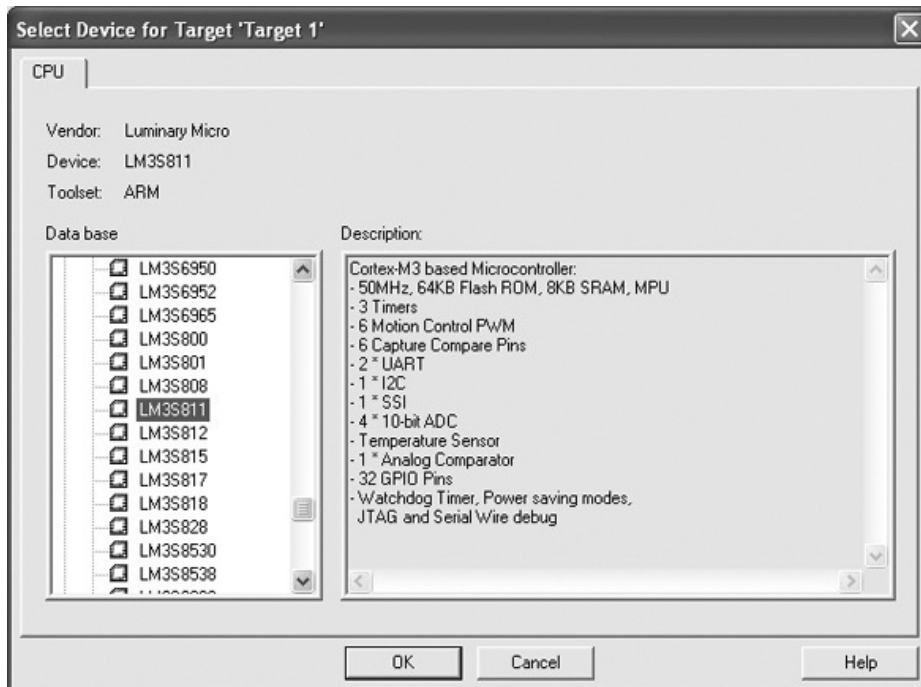 Select Device for Target 'Target 1'
CPU
Vendor: Luminary Micro
Device: LM3S811
Toolset: ARM
Data base
LM3S6950
LM3S6952
LM3S6965
LM3S800
LM3S801
LM3S808
LM3S811
LM3S812
LM3S815
LM3S817
LM3S818
LM3S828
LM3S8530
LM3S8538
Description:
Cortex-M3 based Microcontroller:
- 50MHz, 64KB Flash ROM, 8KB SRAM, MPU
- 3 Timers
- 6 Motion Control PWM
- 6 Capture Compare Pins
- 2 * UART
- 1 * I2C
- 1 * SSI
- 4 * 10-bit ADC
- Temperature Sensor
- 1 * Analog Comparator
- 32 GPIO Pins
- Watchdog Timer, Power saving modes,
JTAG and Serial Wire debug
OK Cancel Help